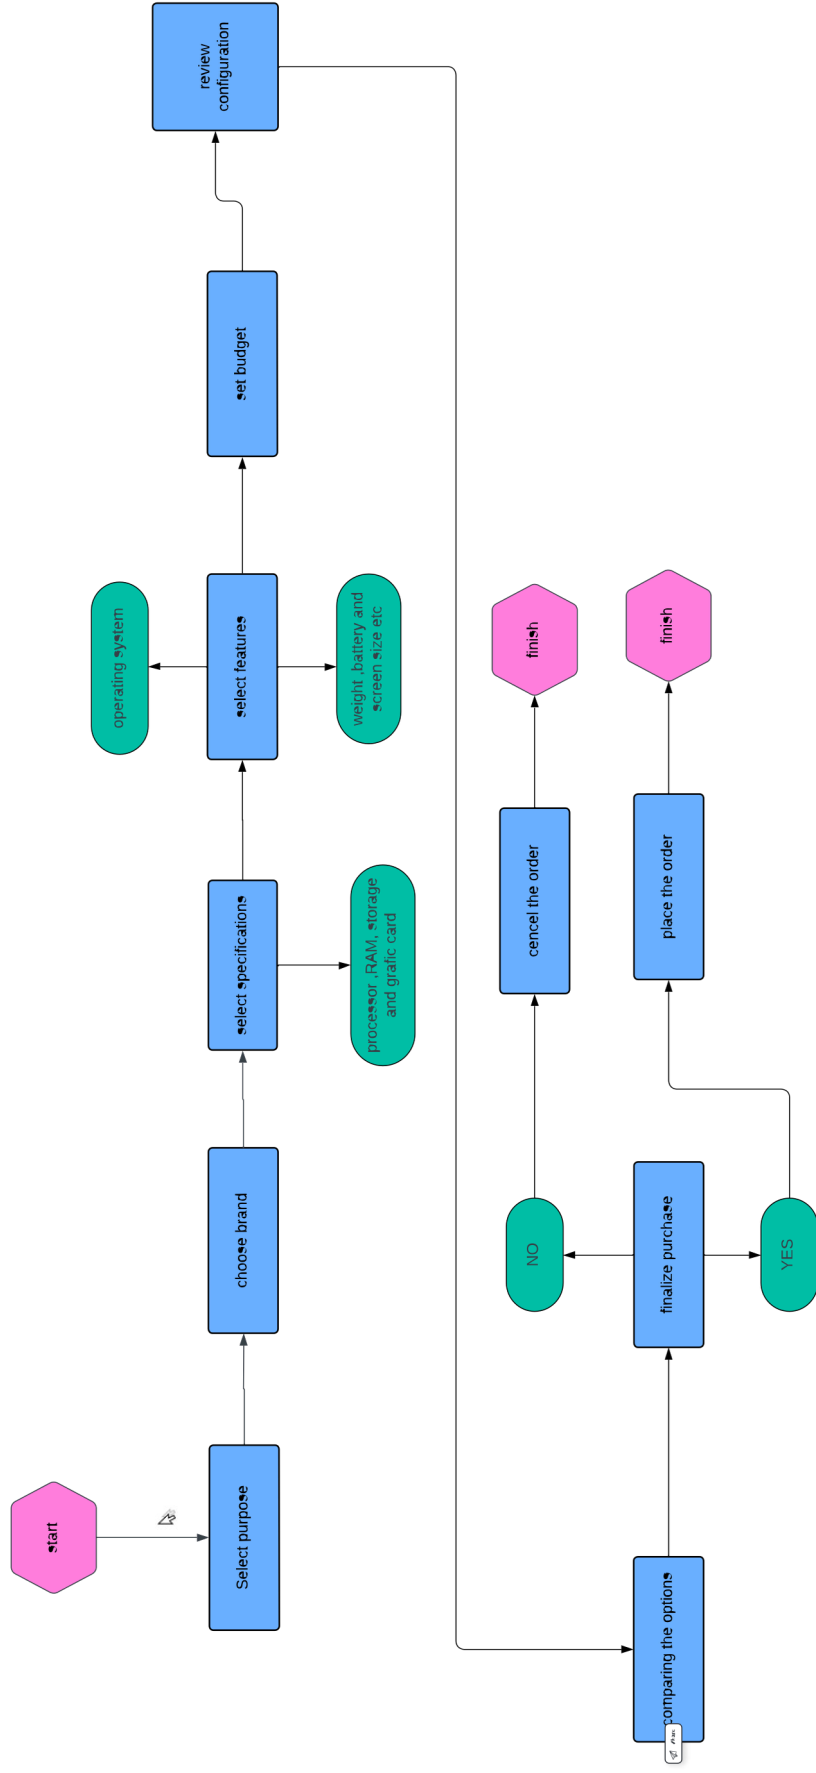 start
Select purpose
choose brand
select specifications
processor ,RAM, storage
and grafic card
select features
operating system
weight ,battery and
screen size etc
set budget
review
configuration
comparing the options
finalize purchase
NO
YES
cencel the order
place the order
finish
finish